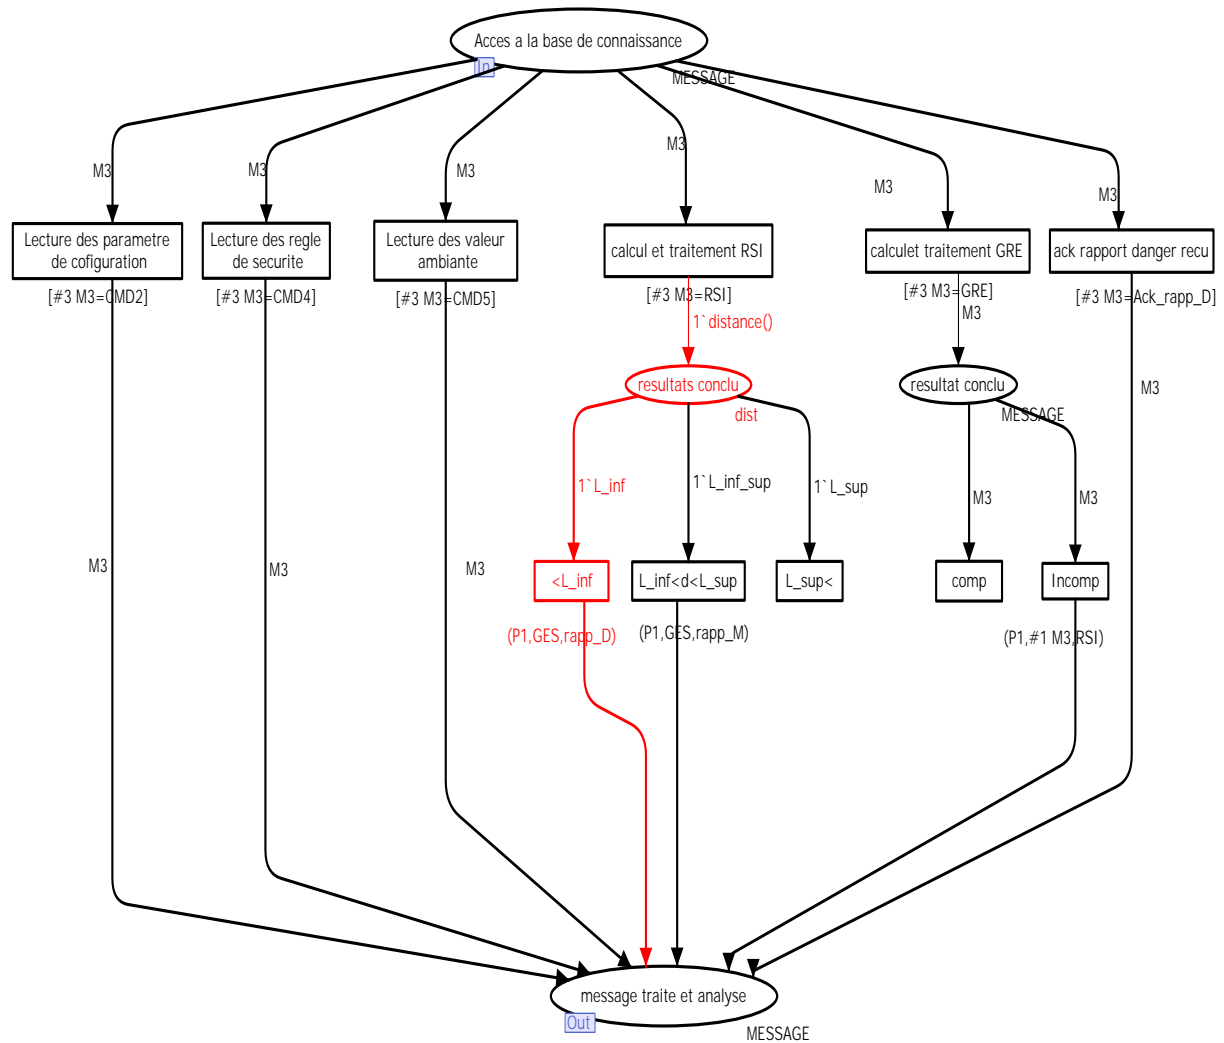 Acces a la base de connaissance
In
MESSAGE
M3
M3
M3
M3
M3
M3
Lecture des parametre
de cofiguration
Lecture des regle
de securite
Lecture des valeur
ambiante
calcul et traitement RSI
calculet traitement GRE
ack rapport danger recu
[#3 M3=CMD2]
[#3 M3=CMD4]
[#3 M3=CMD5]
[#3 M3=RSI]
[#3 M3=GRE]
[#3 M3=Ack_rapp_D]
1`distance()
M3
resultats conclu
resultat conclu
M3
dist
MESSAGE
1`L_inf
1`L_inf_sup
1`L_sup
M3
M3
M3
M3
M3
<L_inf
L_inf<d<L_sup
L_sup<
comp
Incomp
(P1,GES,rapp_D)
(P1,GES,rapp_M)
(P1,#1 M3,RSI)
message traite et analyse
Out
MESSAGE